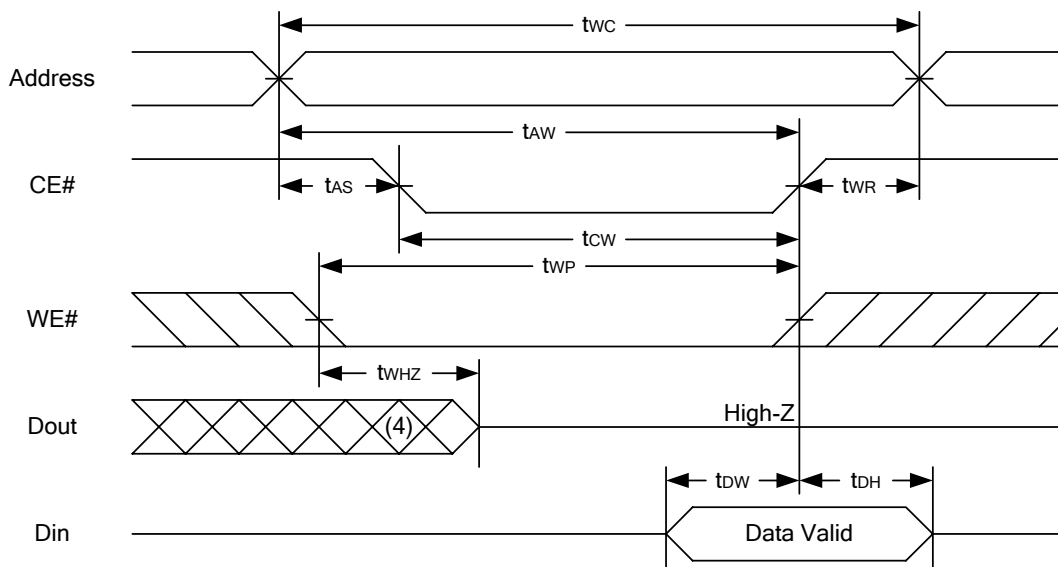 tWC
Address
tAW
CE#
tAS
tWR
tCW
tWP
WE#
tWHZ
Dout
(4)
High-Z
tDW
tDH
Din
Data Valid